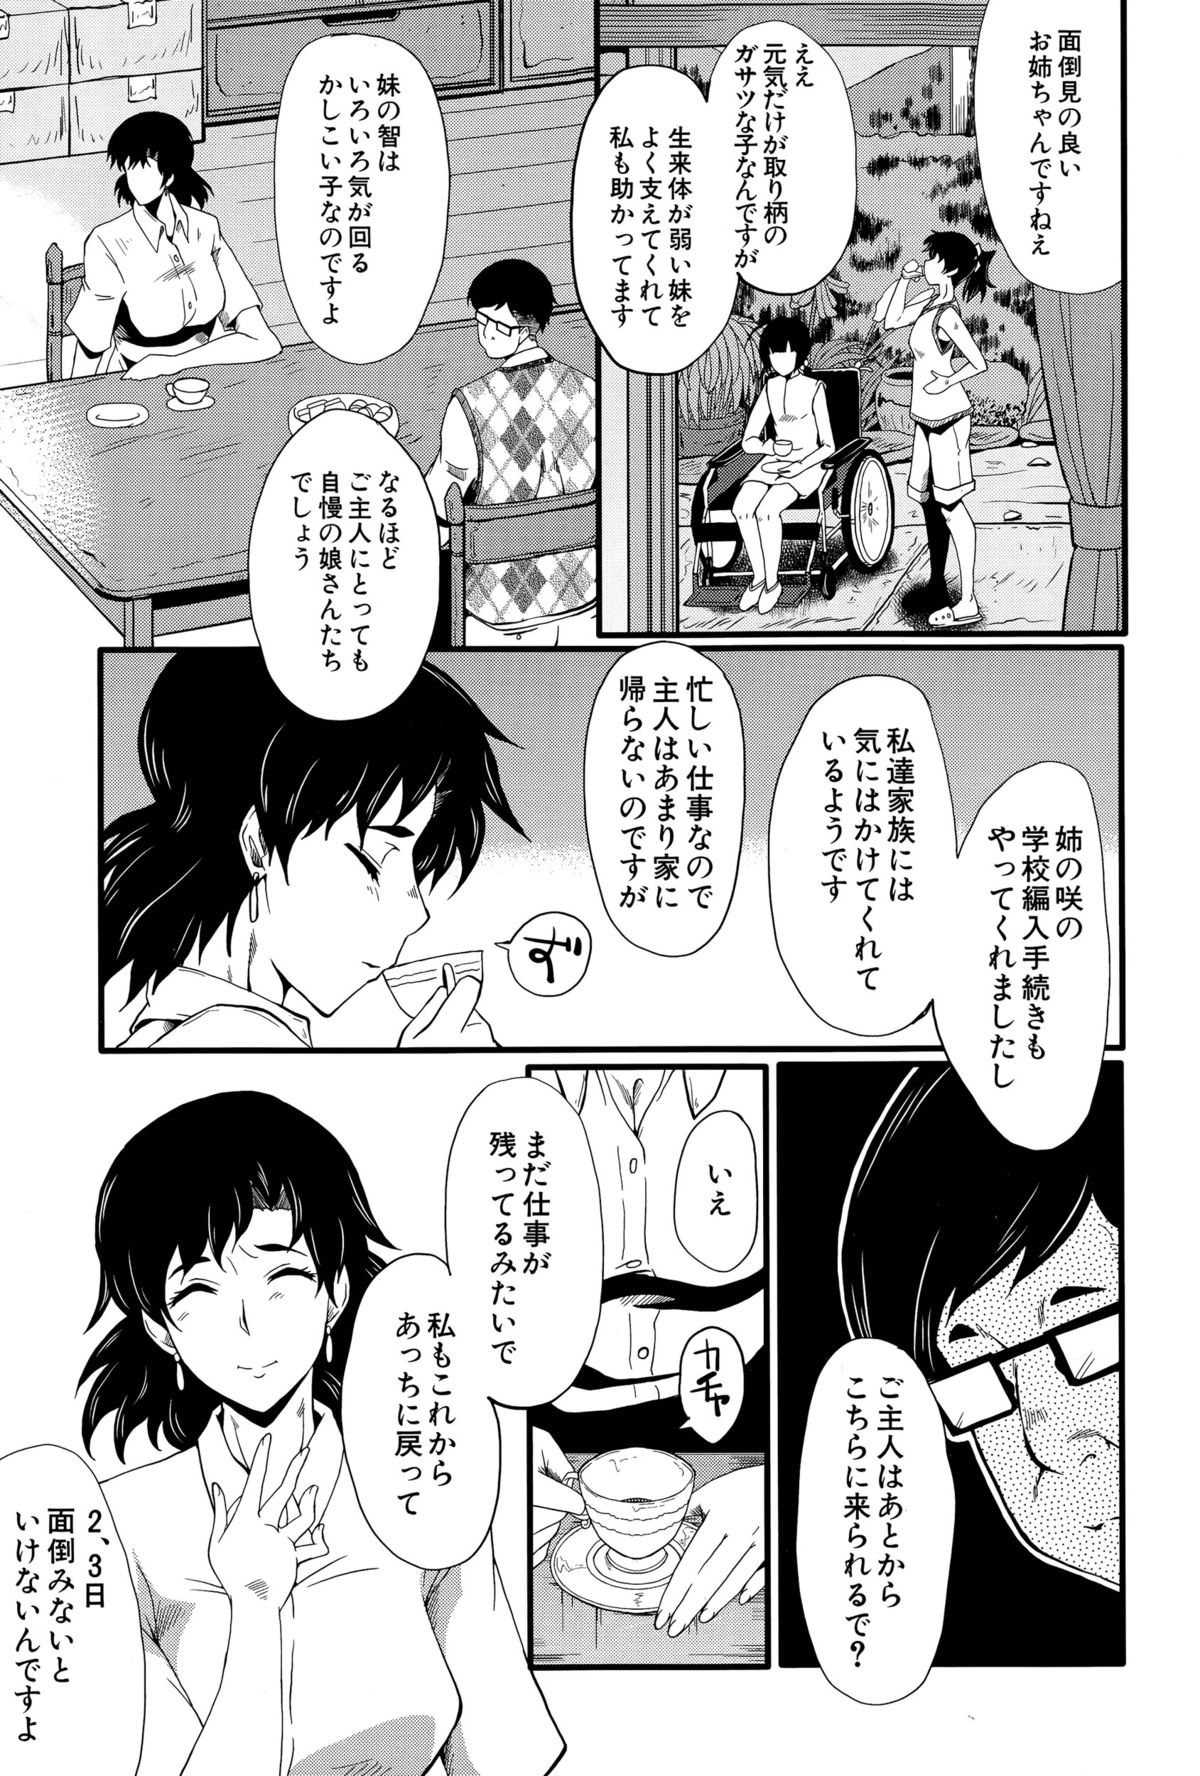 面倒見の良い
お姉ちゃんですねえ
ええ
元気だけが取り柄の
ガサツな子なんですが
生来体が弱い妹を
よく支えてくれて
私も助かってます
妹の智は
いろいろ気が回る
かしこい子なのですよ
なるほど
ご主人にとっても
自慢の娘さんたち
でしょう
姉の咲の
学校編入手続きも
やってくれましたし
私達家族には
気にはかけてくれて
いるようです
忙しい仕事なので
主人はあまり家に
帰らないのですが
ず
ご主人はあとから
こちらに来られるで?
いえ
カチャ
まだ仕事が
残ってるみたいで
私もこれから
あっちに戻って
2、3日
面倒みないと
いけないんですよ